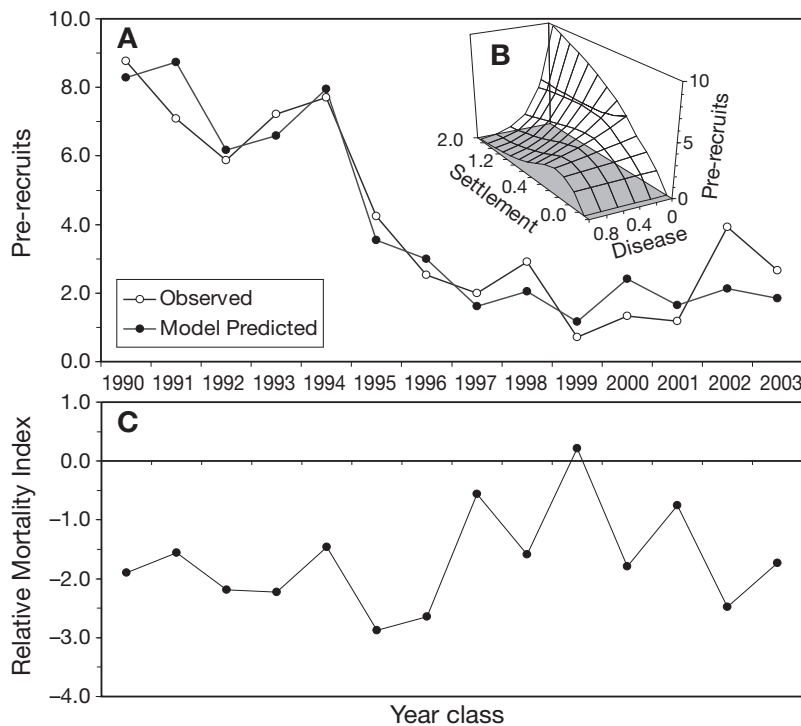 A
B
Pre-recruits
10.0
8.0
6.0
4.0
2.0
0.0
2.0
1.2
0.4
0.0
Settlement
0.8
0.4
0
Disease
10
5
0
Pre-recruits
Observed
Model Predicted
1990 1991 1992 1993 1994 1995 1996 1997 1998 1999 2000 2001 2002 2003
C
Relative Mortality Index
1.0
0.0
−1.0
−2.0
−3.0
−4.0
Year class